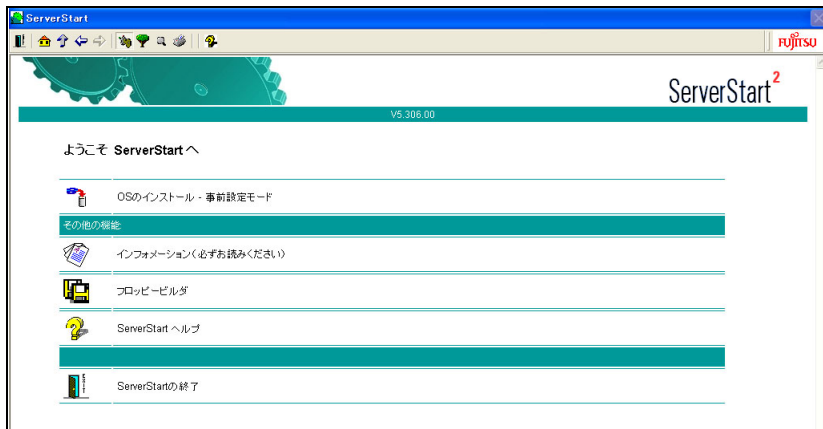 ServerStart
FUJITSU
ServerStart2
V5.306.00
ようこそ ServerStart へ
OSのインストール - 事前設定モード
その他の機能
インフォメーション(必ずお読みください)
フロッピービルダ
ServerStart ヘルプ
ServerStartの終了